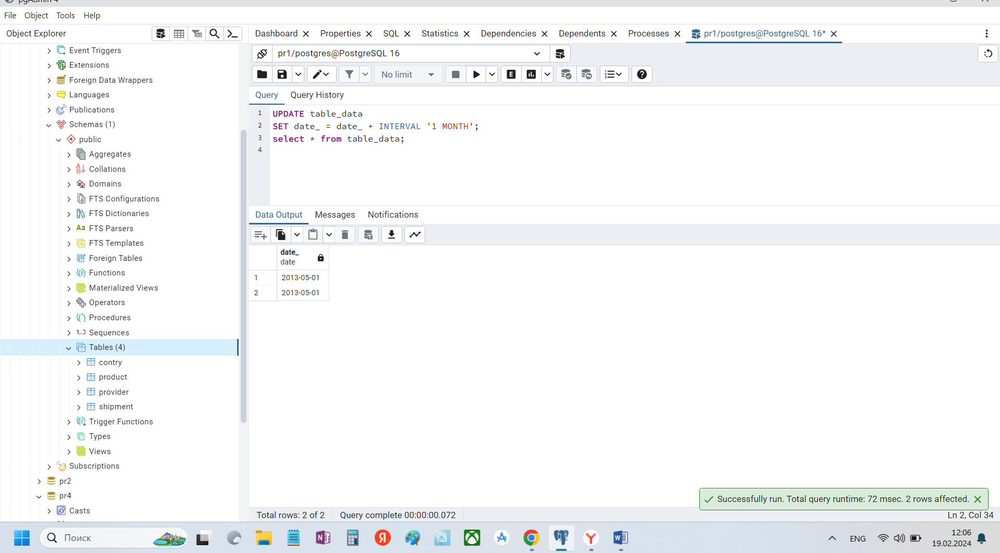 pgAdmin 4
File Object Tools Help
Object Explorer
Dashboard Properties SQL Statistics Dependencies Dependents Processes pr1/postgres@PostgreSQL 16*
Event Triggers
Extensions
Foreign Data Wrappers
Languages
Publications
Schemas (1)
public
Aggregates
Collations
Domains
FTS Configurations
FTS Dictionaries
Aa FTS Parsers
FTS Templates
Foreign Tables
Functions
Materialized Views
Operators
Procedures
1..3 Sequences
Tables (4)
contry
product
provider
shipment
Trigger Functions
Types
Views
Subscriptions
pr2
pr4
Casts
pr1/postgres@PostgreSQL 16
No limit
E
Query Query History
1 UPDATE table_data
2 SET date_ = date_ + INTERVAL '1 MONTH';
3 select * from table_data;
4
Data Output Messages Notifications
date_
date
1 2013-05-01
2 2013-05-01
Successfully run. Total query runtime: 72 msec. 2 rows affected.
Total rows: 2 of 2 Query complete 00:00:00.072 Ln 2, Col 34
Поиск
ENG
12:06
19.02.2024